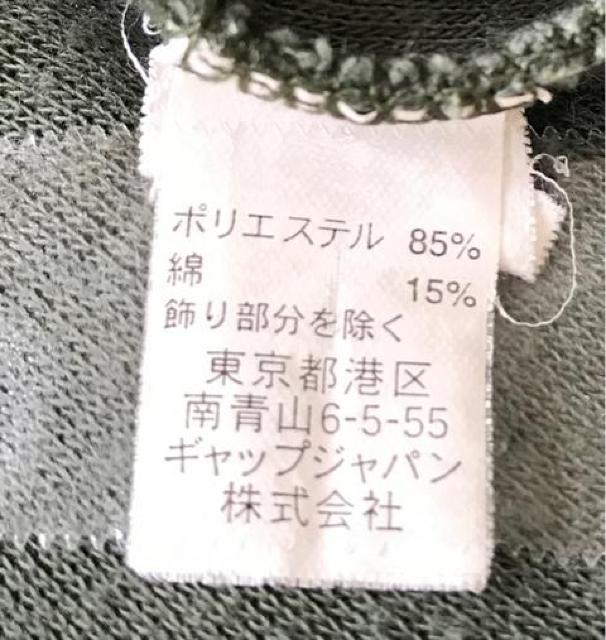 ポリエステル 85%
綿 15%
飾り部分を除く
東京都港区
南青山6-5-55
ギャップジャパン
株式会社